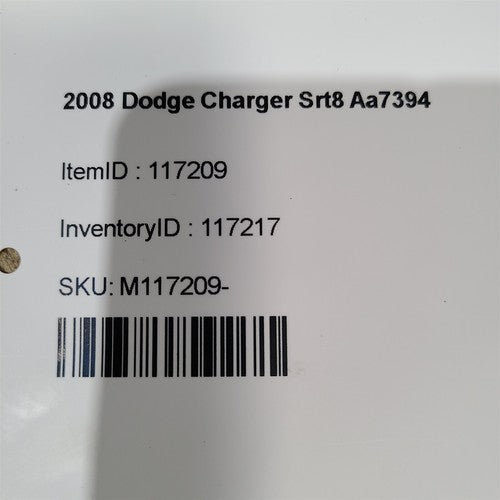 2008 Dodge Charger Srt8 Aa7394
ItemID : 117209
InventoryID : 117217
SKU: M117209-